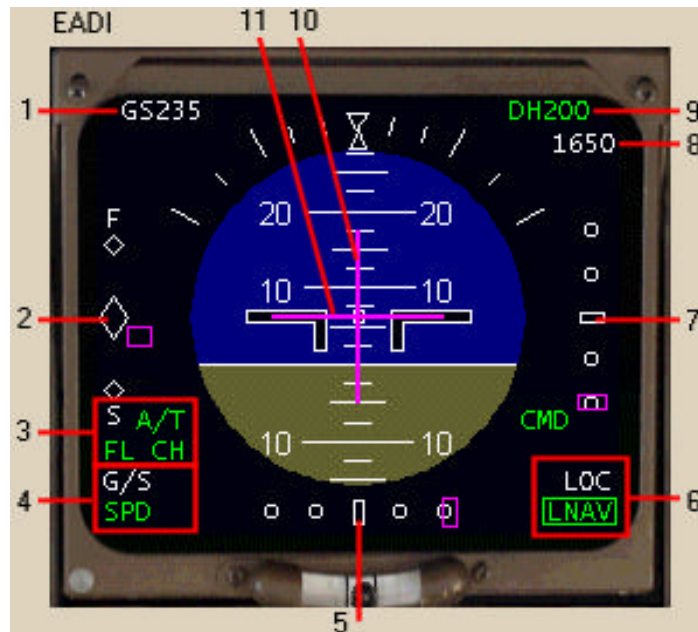 EADI 11 10
1 GS235 DH200 9
1650 8
20 20
F
10 10
2 7
S A/T
3 FL CH 10 10 CMD
G/S LOC
4 SPD LNAV 6
5